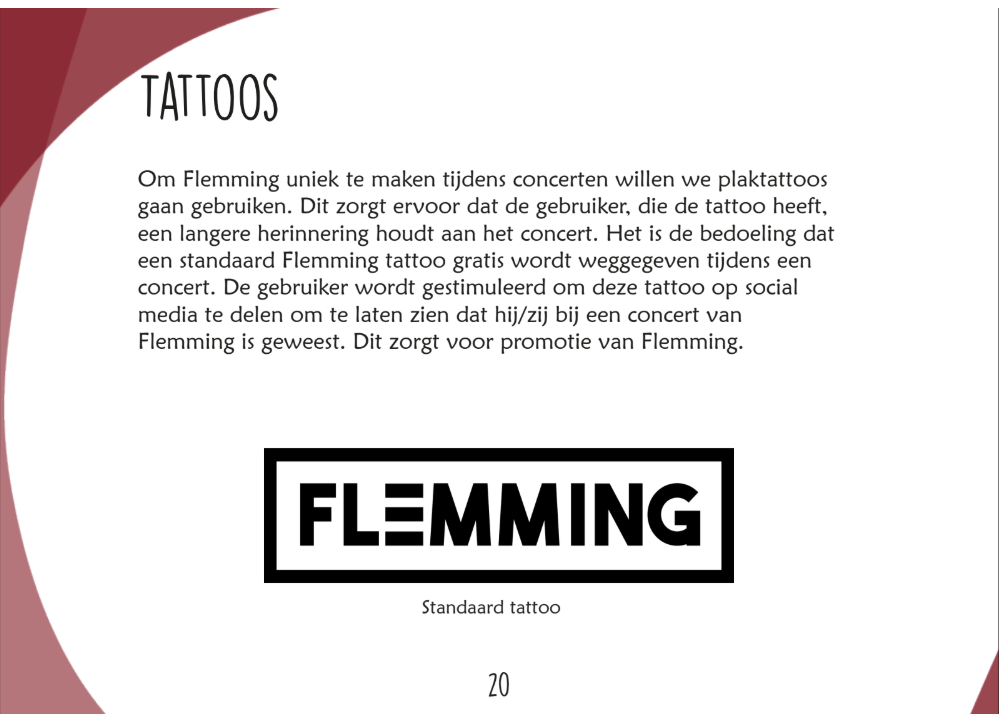 TATTOOS
Om Flemming uniek te maken tijdens concerten willen we plaktattoos
gaan gebruiken. Dit zorgt ervoor dat de gebruiker, die de tattoo heeft,
een langere herinnering houdt aan het concert. Het is de bedoeling dat
een standaard Flemming tattoo gratis wordt weggegeven tijdens een
concert. De gebruiker wordt gestimuleerd om deze tattoo op social
media te delen om te laten zien dat hij/zij bij een concert van
Flemming is geweest. Dit zorgt voor promotie van Flemming.
FLEMMING
Standaard tattoo
20